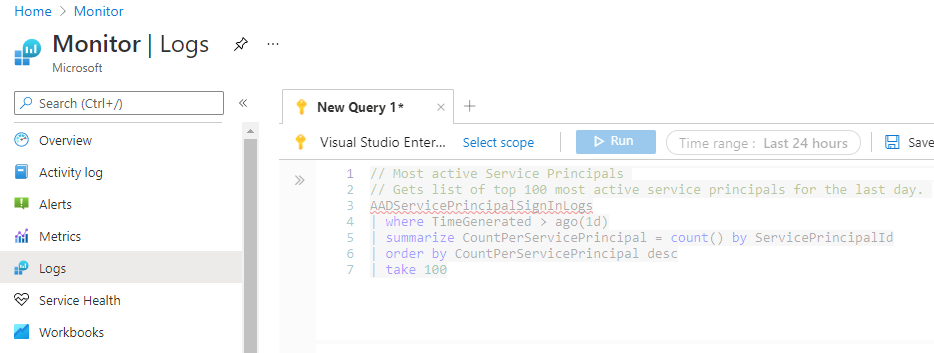 Home > Monitor
Monitor | Logs
...
Microsoft
Search (Ctrl+/)
«
Overview
Activity log
Alerts
Metrics
Logs
Service Health
Workbooks
New Query 1*
×
+
Visual Studio Enter...
Select scope
Run
Time range : Last 24 hours
Save
»
1 // Most active Service Principals
2 // Gets list of top 100 most active service principals for the last day.
3 AADServicePrincipalSignInLogs
4 | where TimeGenerated > ago(1d)
5 | summarize CountPerServicePrincipal = count() by ServicePrincipalId
6 | order by CountPerServicePrincipal desc
7 | take 100